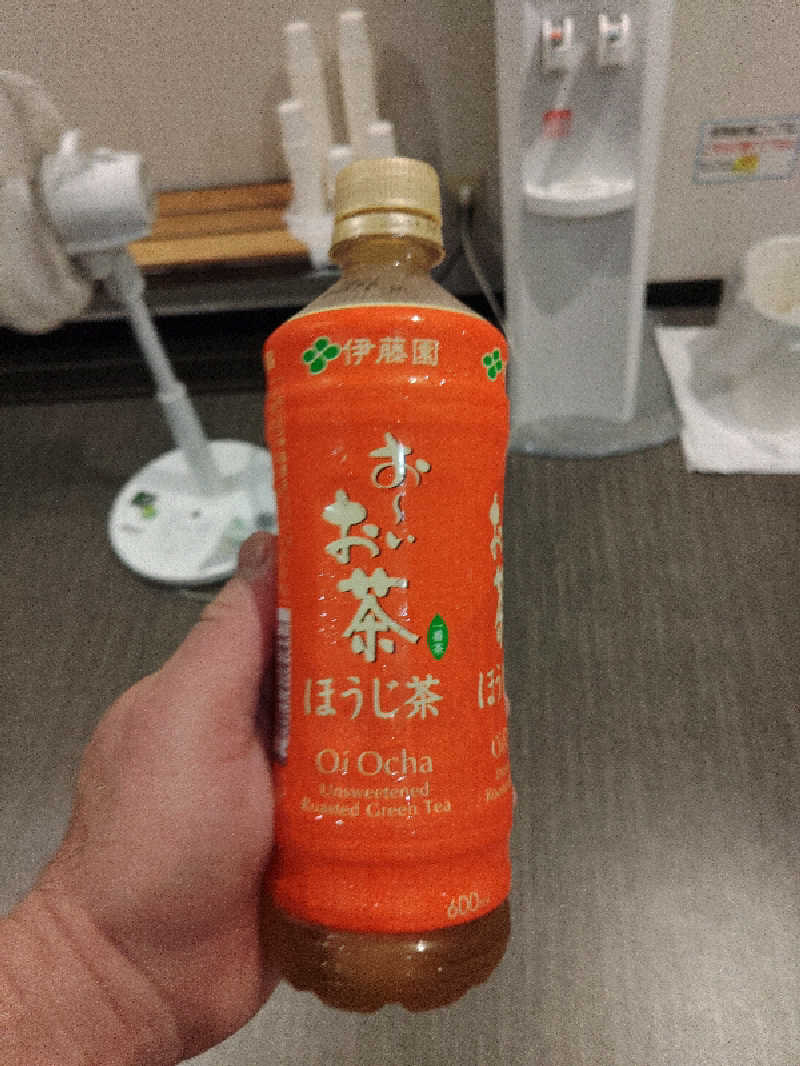 伊藤園
お〜い
お茶
一番茶
ほうじ茶
Oi Ocha
Unsweetened
Roasted Green Tea
600